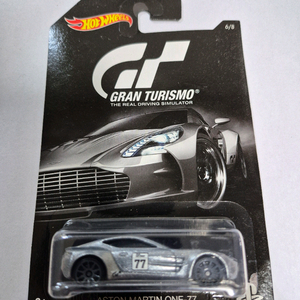 Hot Wheels
6/8
GT
GRAN TURISMO®
THE REAL DRIVING SIMULATOR
77
ASTON MARTIN ONE-77